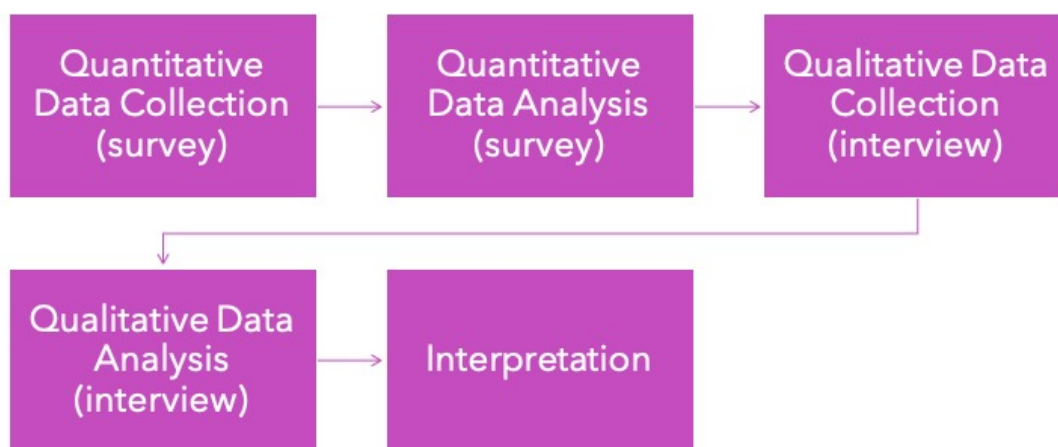 Quantitative
Data Collection
(survey)
Quantitative
Data Analysis
(survey)
Qualitative Data
Collection
(interview)
Qualitative Data
Analysis
(interview)
Interpretation